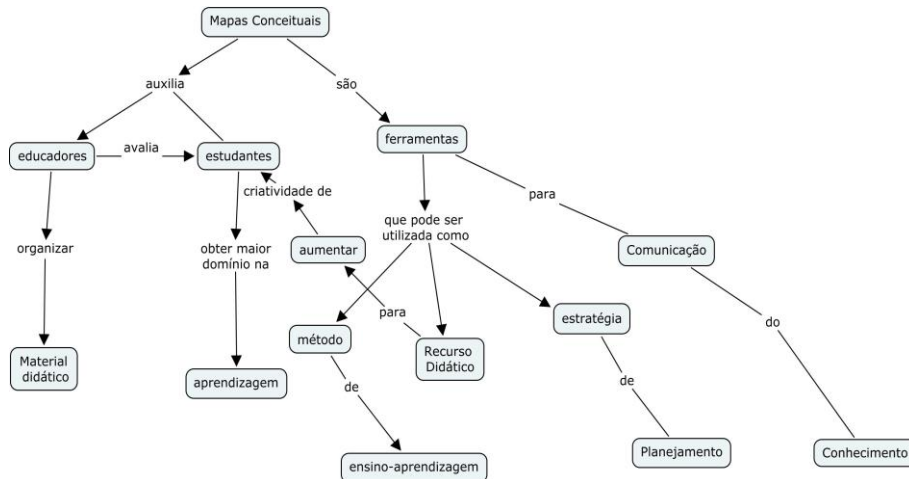 Mapas Conceituais
auxilia
são
educadores
avalia
estudantes
ferramentas
criatividade de
para
organizar
obter maior
domínio na
aumentar
que pode ser
utilizada como
Comunicação
para
estratégia
do
método
Recurso
Didático
Material
didático
aprendizagem
de
de
Planejamento
Conhecimento
ensino-aprendizagem